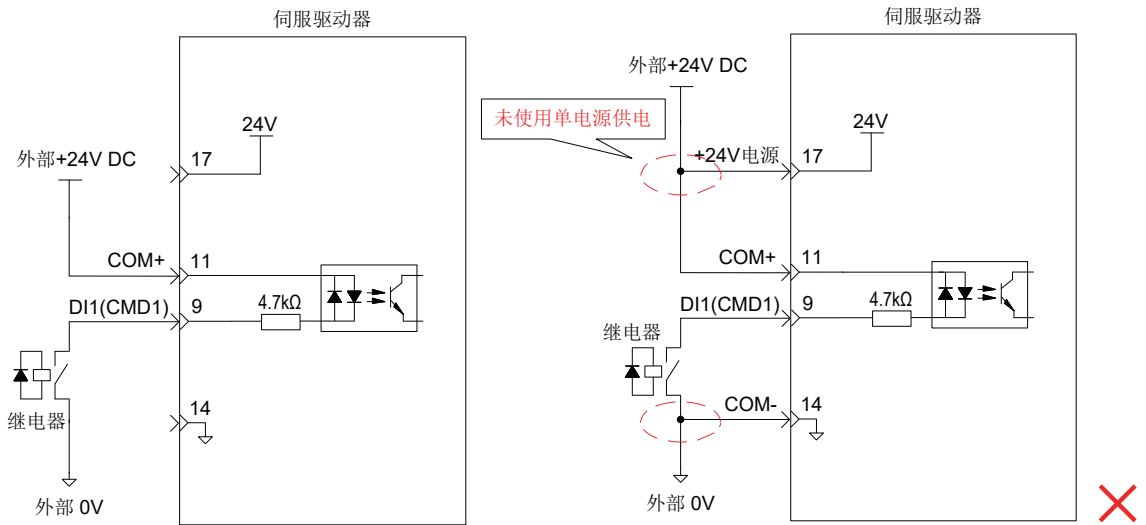 伺服驱动器
24V
外部+24V DC
17
COM+
11
DI1(CMD1)
9
4.7kΩ
继电器
14
外部 0V
伺服驱动器
外部+24V DC
未使用单电源供电
24V
+24V电源
17
COM+
11
DI1(CMD1)
9
4.7kΩ
继电器
COM-
14
外部 0V